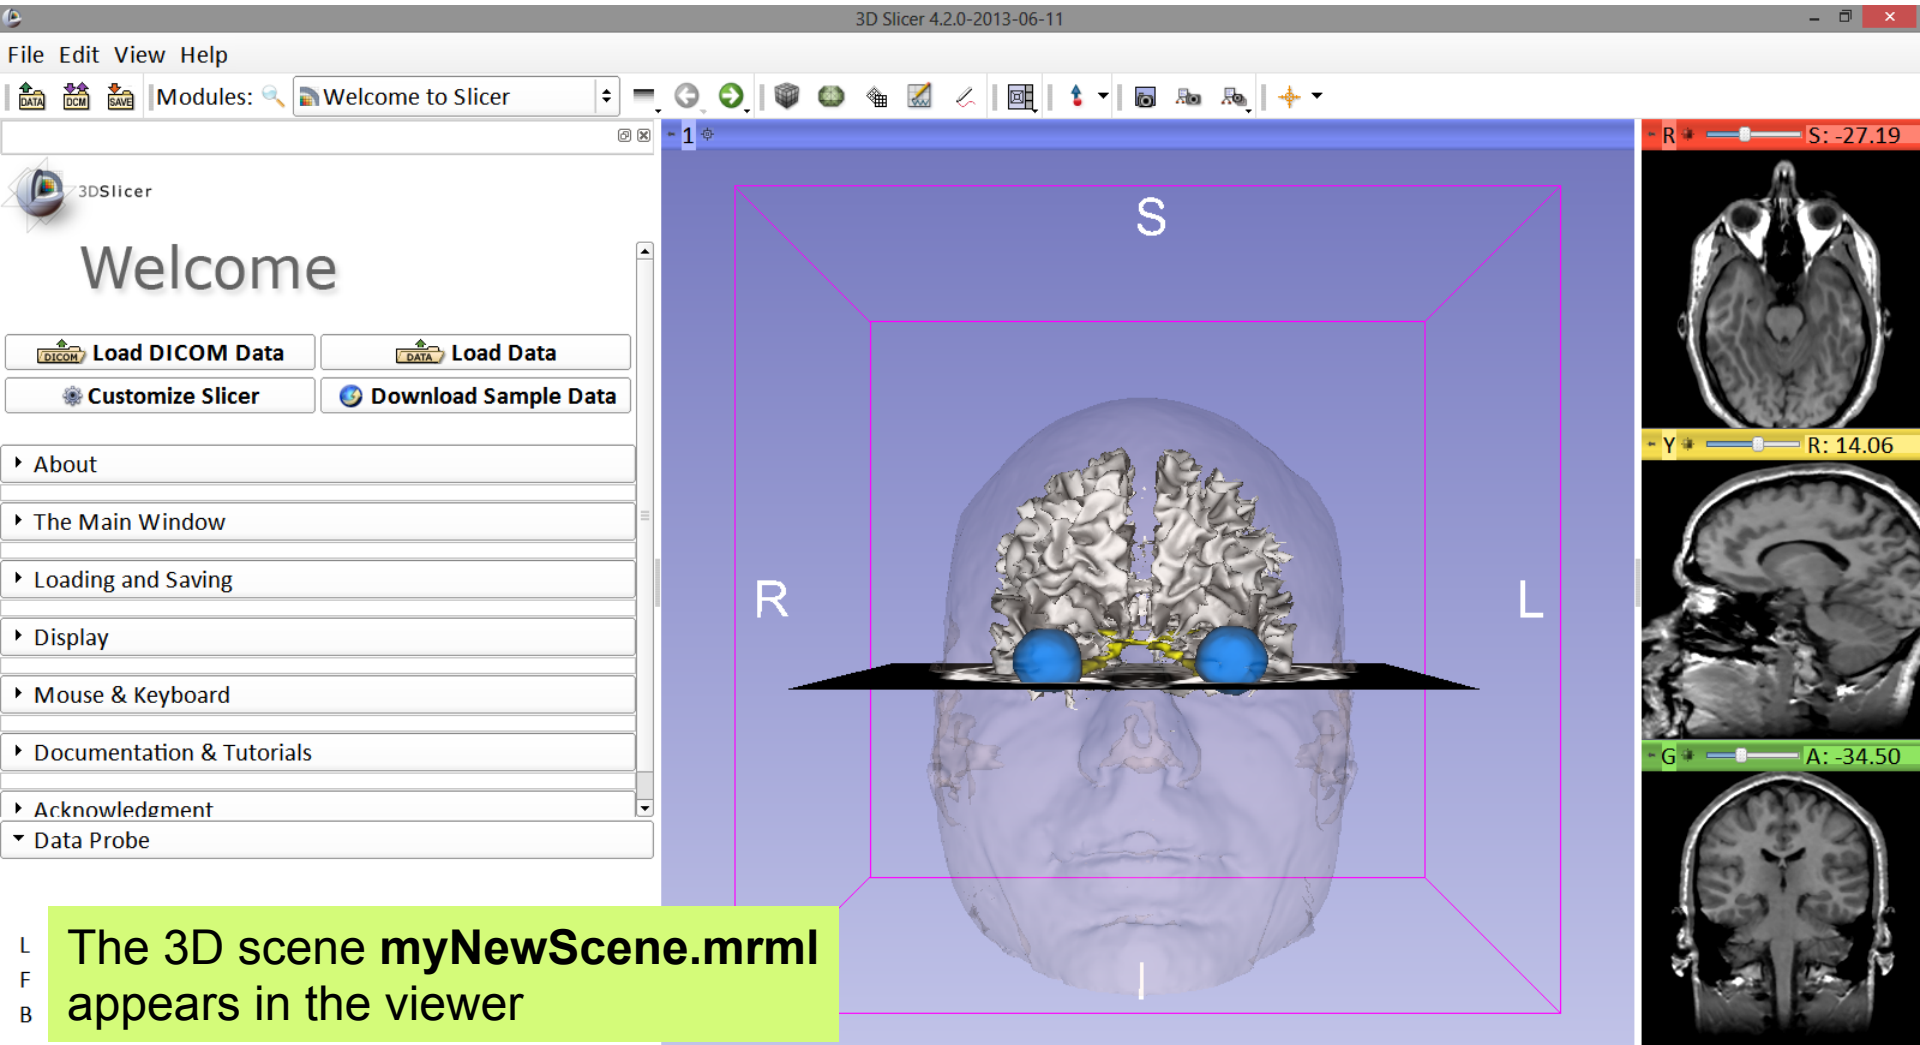 3D Slicer 4.2.0-2013-06-11
File Edit View Help
DATA DCM SAVE Modules: Welcome to Slicer
3DSlicer
Welcome
DICOM Load DICOM Data
DATA Load Data
Customize Slicer
Download Sample Data
About
The Main Window
Loading and Saving
Display
Mouse & Keyboard
Documentation & Tutorials
Acknowledgment
Data Probe
L
F
B
The 3D scene myNewScene.mrml
appears in the viewer
1
S
R
L
I
R S: -27.19
Y R: 14.06
G A: -34.50